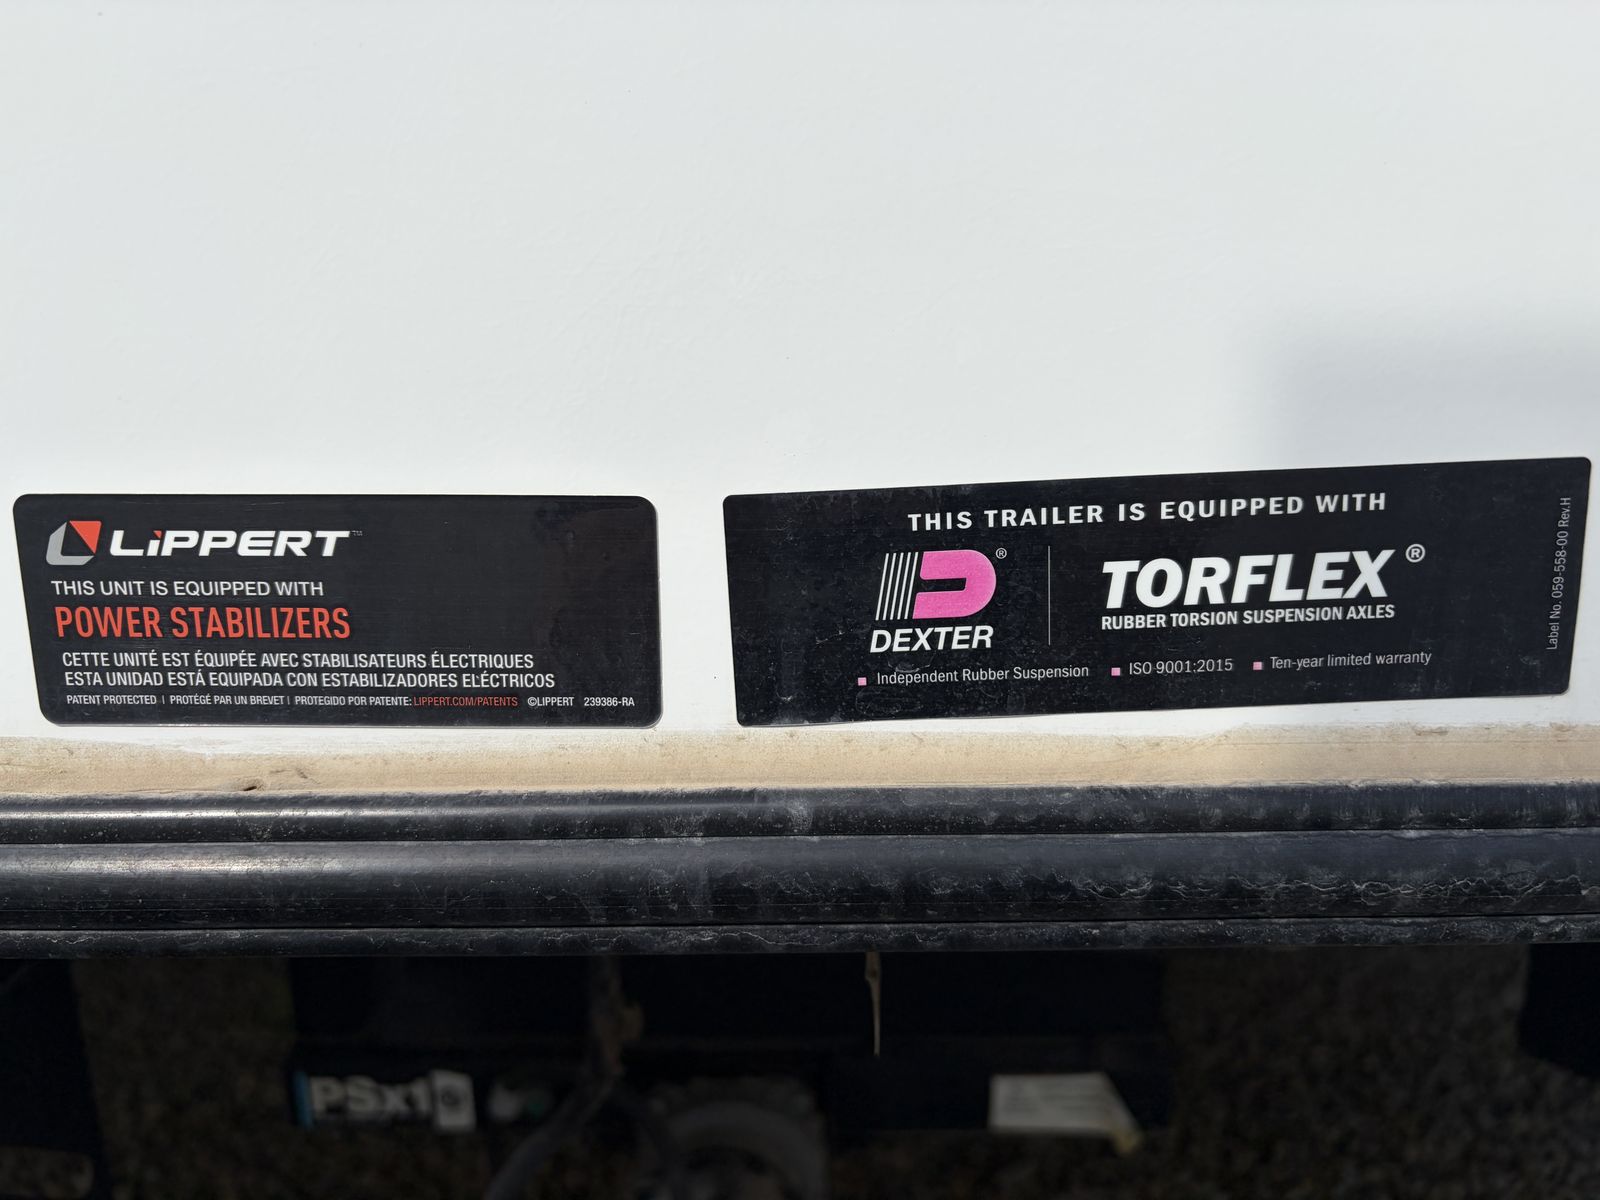 LiPPERT™
THIS UNIT IS EQUIPPED WITH
POWER STABILIZERS
CETTE UNITÉ EST ÉQUIPÉE AVEC STABILISATEURS ÉLECTRIQUES
ESTA UNIDAD ESTÁ EQUIPADA CON ESTABILIZADORES ELÉCTRICOS
PATENT PROTECTED | PROTÉGÉ PAR UN BREVET | PROTEGIDO POR PATENTE: LIPPERT.COM/PATENTS ©LIPPERT 239386-RA
THIS TRAILER IS EQUIPPED WITH
®
DEXTER
TORFLEX®
RUBBER TORSION SUSPENSION AXLES
Independent Rubber Suspension ISO 9001:2015 Ten-year limited warranty
Label No. 059-558-00 Rev.H
PSx1